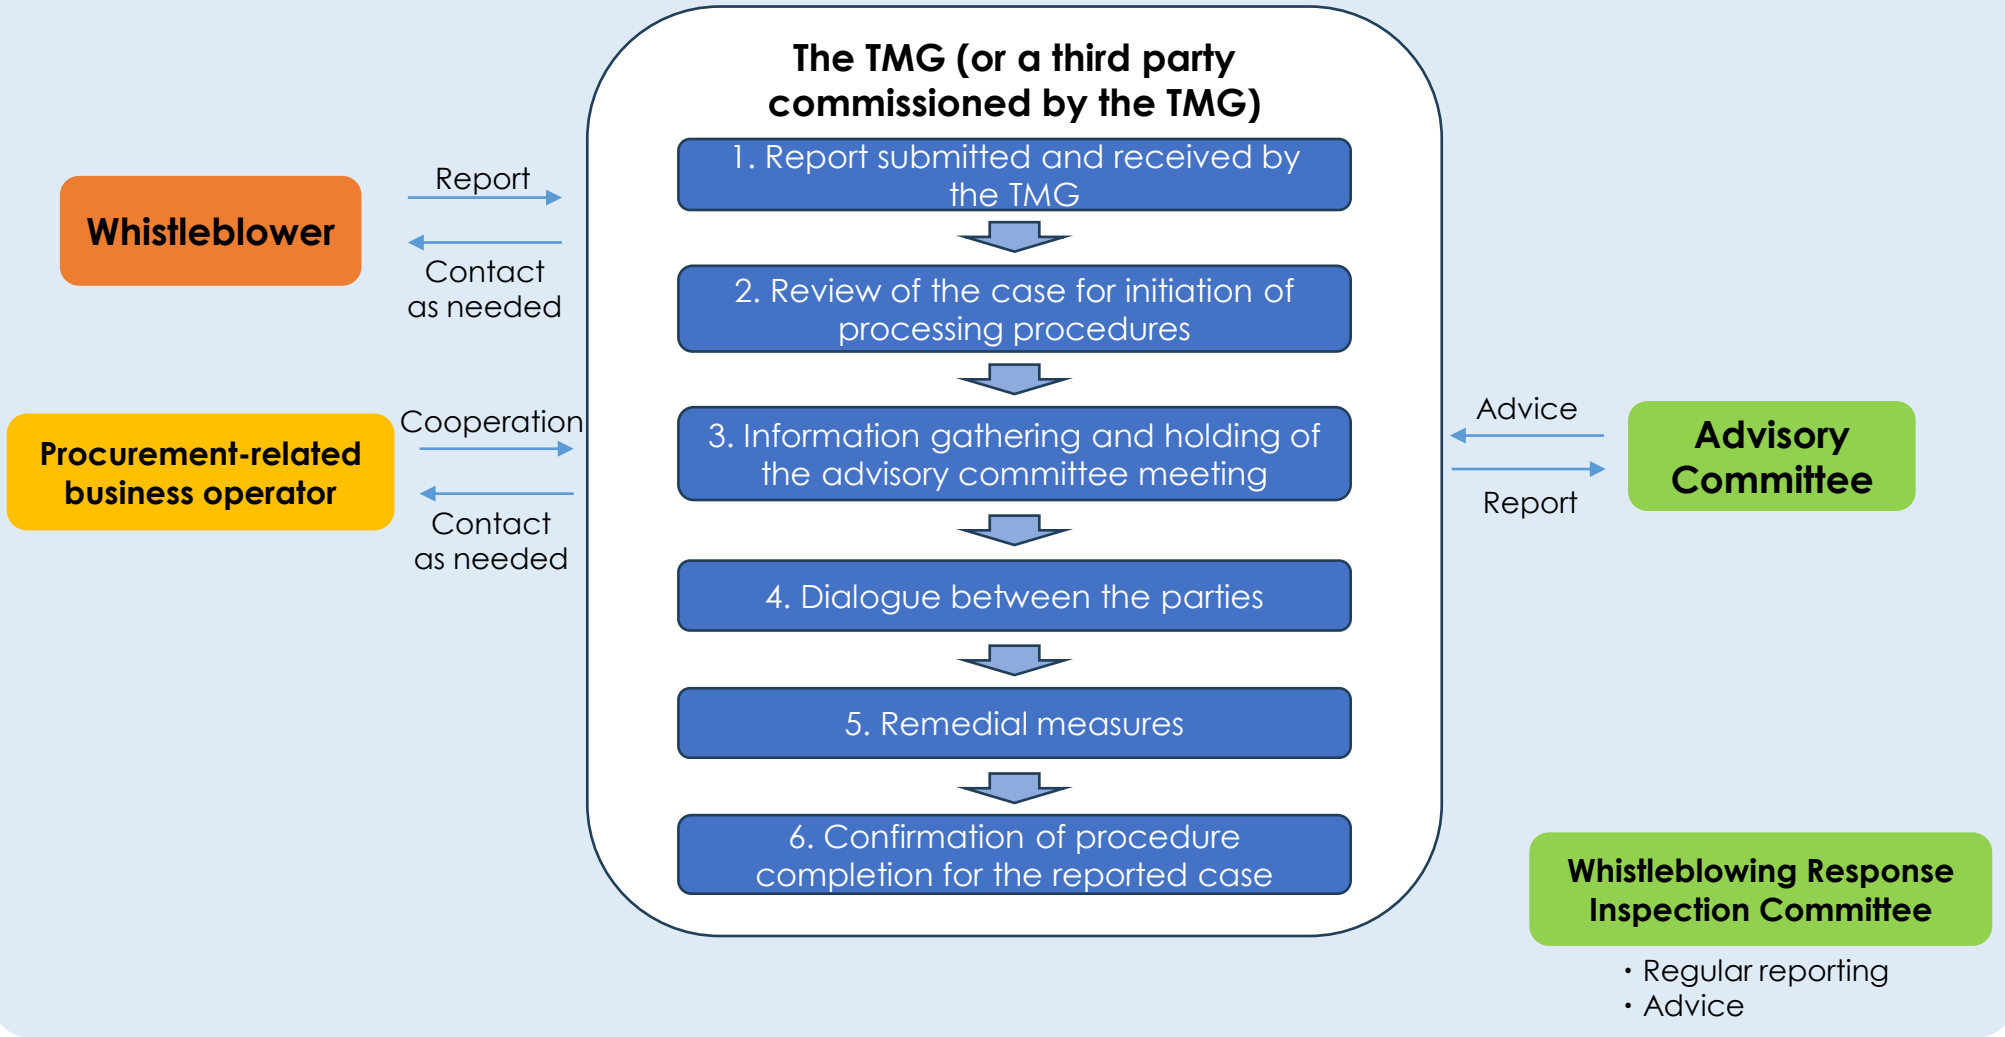 The TMG (or a third party
commissioned by the TMG)
1. Report submitted and received by
the TMG
2. Review of the case for initiation of
processing procedures
3. Information gathering and holding of
the advisory committee meeting
4. Dialogue between the parties
5. Remedial measures
6. Confirmation of procedure
completion for the reported case
Whistleblower
Report
Contact
as needed
Procurement-related
business operator
Cooperation
Contact
as needed
Advice
Report
Advisory
Committee
Whistleblowing Response
Inspection Committee
・Regular reporting
・Advice